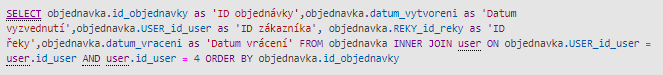 SELECT objednavka.id_objednavky as 'ID objednávky',objednavka.datum_vytvoreni as 'Datum
vyzvednutí',objednavka.USER_id_user as 'ID zákazníka', objednavka.REKY_id_reky as 'ID
řeky',objednavka.datum_vraceni as 'Datum vrácení' FROM objednavka INNER JOIN user ON objednavka.USER_id_user =
user.id_user AND user.id_user = 4 ORDER BY objednavka.id_objednavky